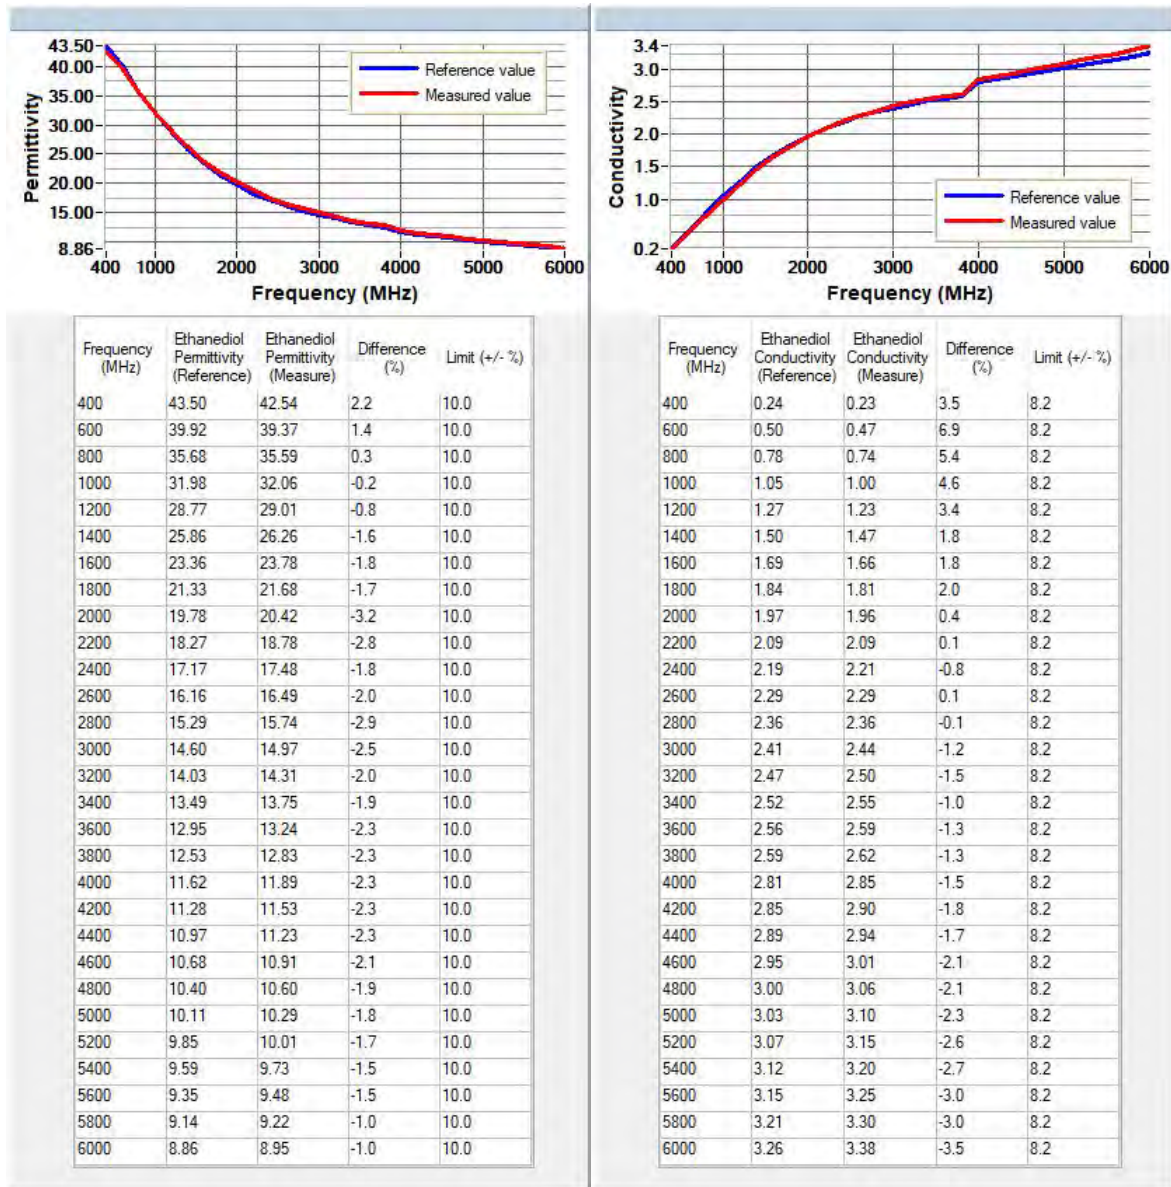 43.50
40.00
35.00
30.00
25.00
20.00
15.00
8.86
Permittivity
Reference value
Measured value
400 1000 2000 3000 4000 5000 6000
Frequency (MHz)
Frequency (MHz) Ethanediol Permittivity (Reference) Ethanediol Permittivity (Measure) Difference (%) Limit (+/- %)
400 43.50 42.54 2.2 10.0
600 39.92 39.37 1.4 10.0
800 35.68 35.59 0.3 10.0
1000 31.98 32.06 -0.2 10.0
1200 28.77 29.01 -0.8 10.0
1400 25.86 26.26 -1.6 10.0
1600 23.36 23.78 -1.8 10.0
1800 21.33 21.68 -1.7 10.0
2000 19.78 20.42 -3.2 10.0
2200 18.27 18.78 -2.8 10.0
2400 17.17 17.48 -1.8 10.0
2600 16.16 16.49 -2.0 10.0
2800 15.29 15.74 -2.9 10.0
3000 14.60 14.97 -2.5 10.0
3200 14.03 14.31 -2.0 10.0
3400 13.49 13.75 -1.9 10.0
3600 12.95 13.24 -2.3 10.0
3800 12.53 12.83 -2.3 10.0
4000 11.62 11.89 -2.3 10.0
4200 11.28 11.53 -2.3 10.0
4400 10.97 11.23 -2.3 10.0
4600 10.68 10.91 -2.1 10.0
4800 10.40 10.60 -1.9 10.0
5000 10.11 10.29 -1.8 10.0
5200 9.85 10.01 -1.7 10.0
5400 9.59 9.73 -1.5 10.0
5600 9.35 9.48 -1.5 10.0
5800 9.14 9.22 -1.0 10.0
6000 8.86 8.95 -1.0 10.0
3.4
3.0
2.5
2.0
1.5
1.0
0.2
Conductivity
Reference value
Measured value
400 1000 2000 3000 4000 5000 6000
Frequency (MHz)
Frequency (MHz) Ethanediol Conductivity (Reference) Ethanediol Conductivity (Measure) Difference (%) Limit (+/- %)
400 0.24 0.23 3.5 8.2
600 0.50 0.47 6.9 8.2
800 0.78 0.74 5.4 8.2
1000 1.05 1.00 4.6 8.2
1200 1.27 1.23 3.4 8.2
1400 1.50 1.47 1.8 8.2
1600 1.69 1.66 1.8 8.2
1800 1.84 1.81 2.0 8.2
2000 1.97 1.96 0.4 8.2
2200 2.09 2.09 0.1 8.2
2400 2.19 2.21 -0.8 8.2
2600 2.29 2.29 0.1 8.2
2800 2.36 2.36 -0.1 8.2
3000 2.41 2.44 -1.2 8.2
3200 2.47 2.50 -1.5 8.2
3400 2.52 2.55 -1.0 8.2
3600 2.56 2.59 -1.3 8.2
3800 2.59 2.62 -1.3 8.2
4000 2.81 2.85 -1.5 8.2
4200 2.85 2.90 -1.8 8.2
4400 2.89 2.94 -1.7 8.2
4600 2.95 3.01 -2.1 8.2
4800 3.00 3.06 -2.1 8.2
5000 3.03 3.10 -2.3 8.2
5200 3.07 3.15 -2.6 8.2
5400 3.12 3.20 -2.7 8.2
5600 3.15 3.25 -3.0 8.2
5800 3.21 3.30 -3.0 8.2
6000 3.26 3.38 -3.5 8.2